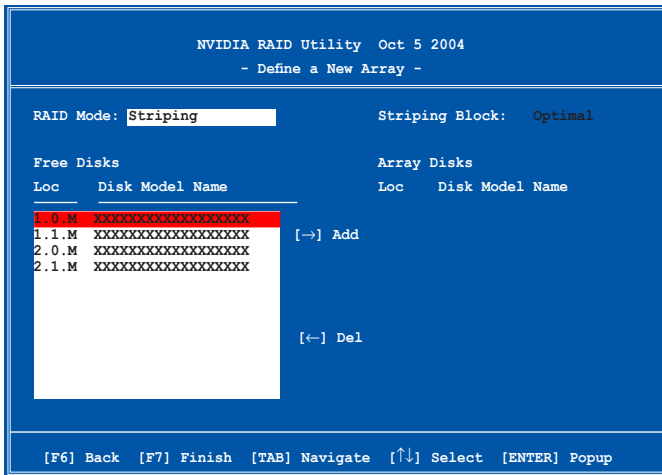 NVIDIA RAID Utility Oct 5 2004
- Define a New Array -
RAID Mode: Striping
Striping Block: Optimal
Free Disks
Array Disks
Loc Disk Model Name
Loc Disk Model Name
1.0.M XXXXXXXXXXXXXXXXXX
1.1.M XXXXXXXXXXXXXXXXXX
2.0.M XXXXXXXXXXXXXXXXXX
2.1.M XXXXXXXXXXXXXXXXXX
[→] Add
[←] Del
[F6] Back [F7] Finish [TAB] Navigate [↑↓] Select [ENTER] Popup